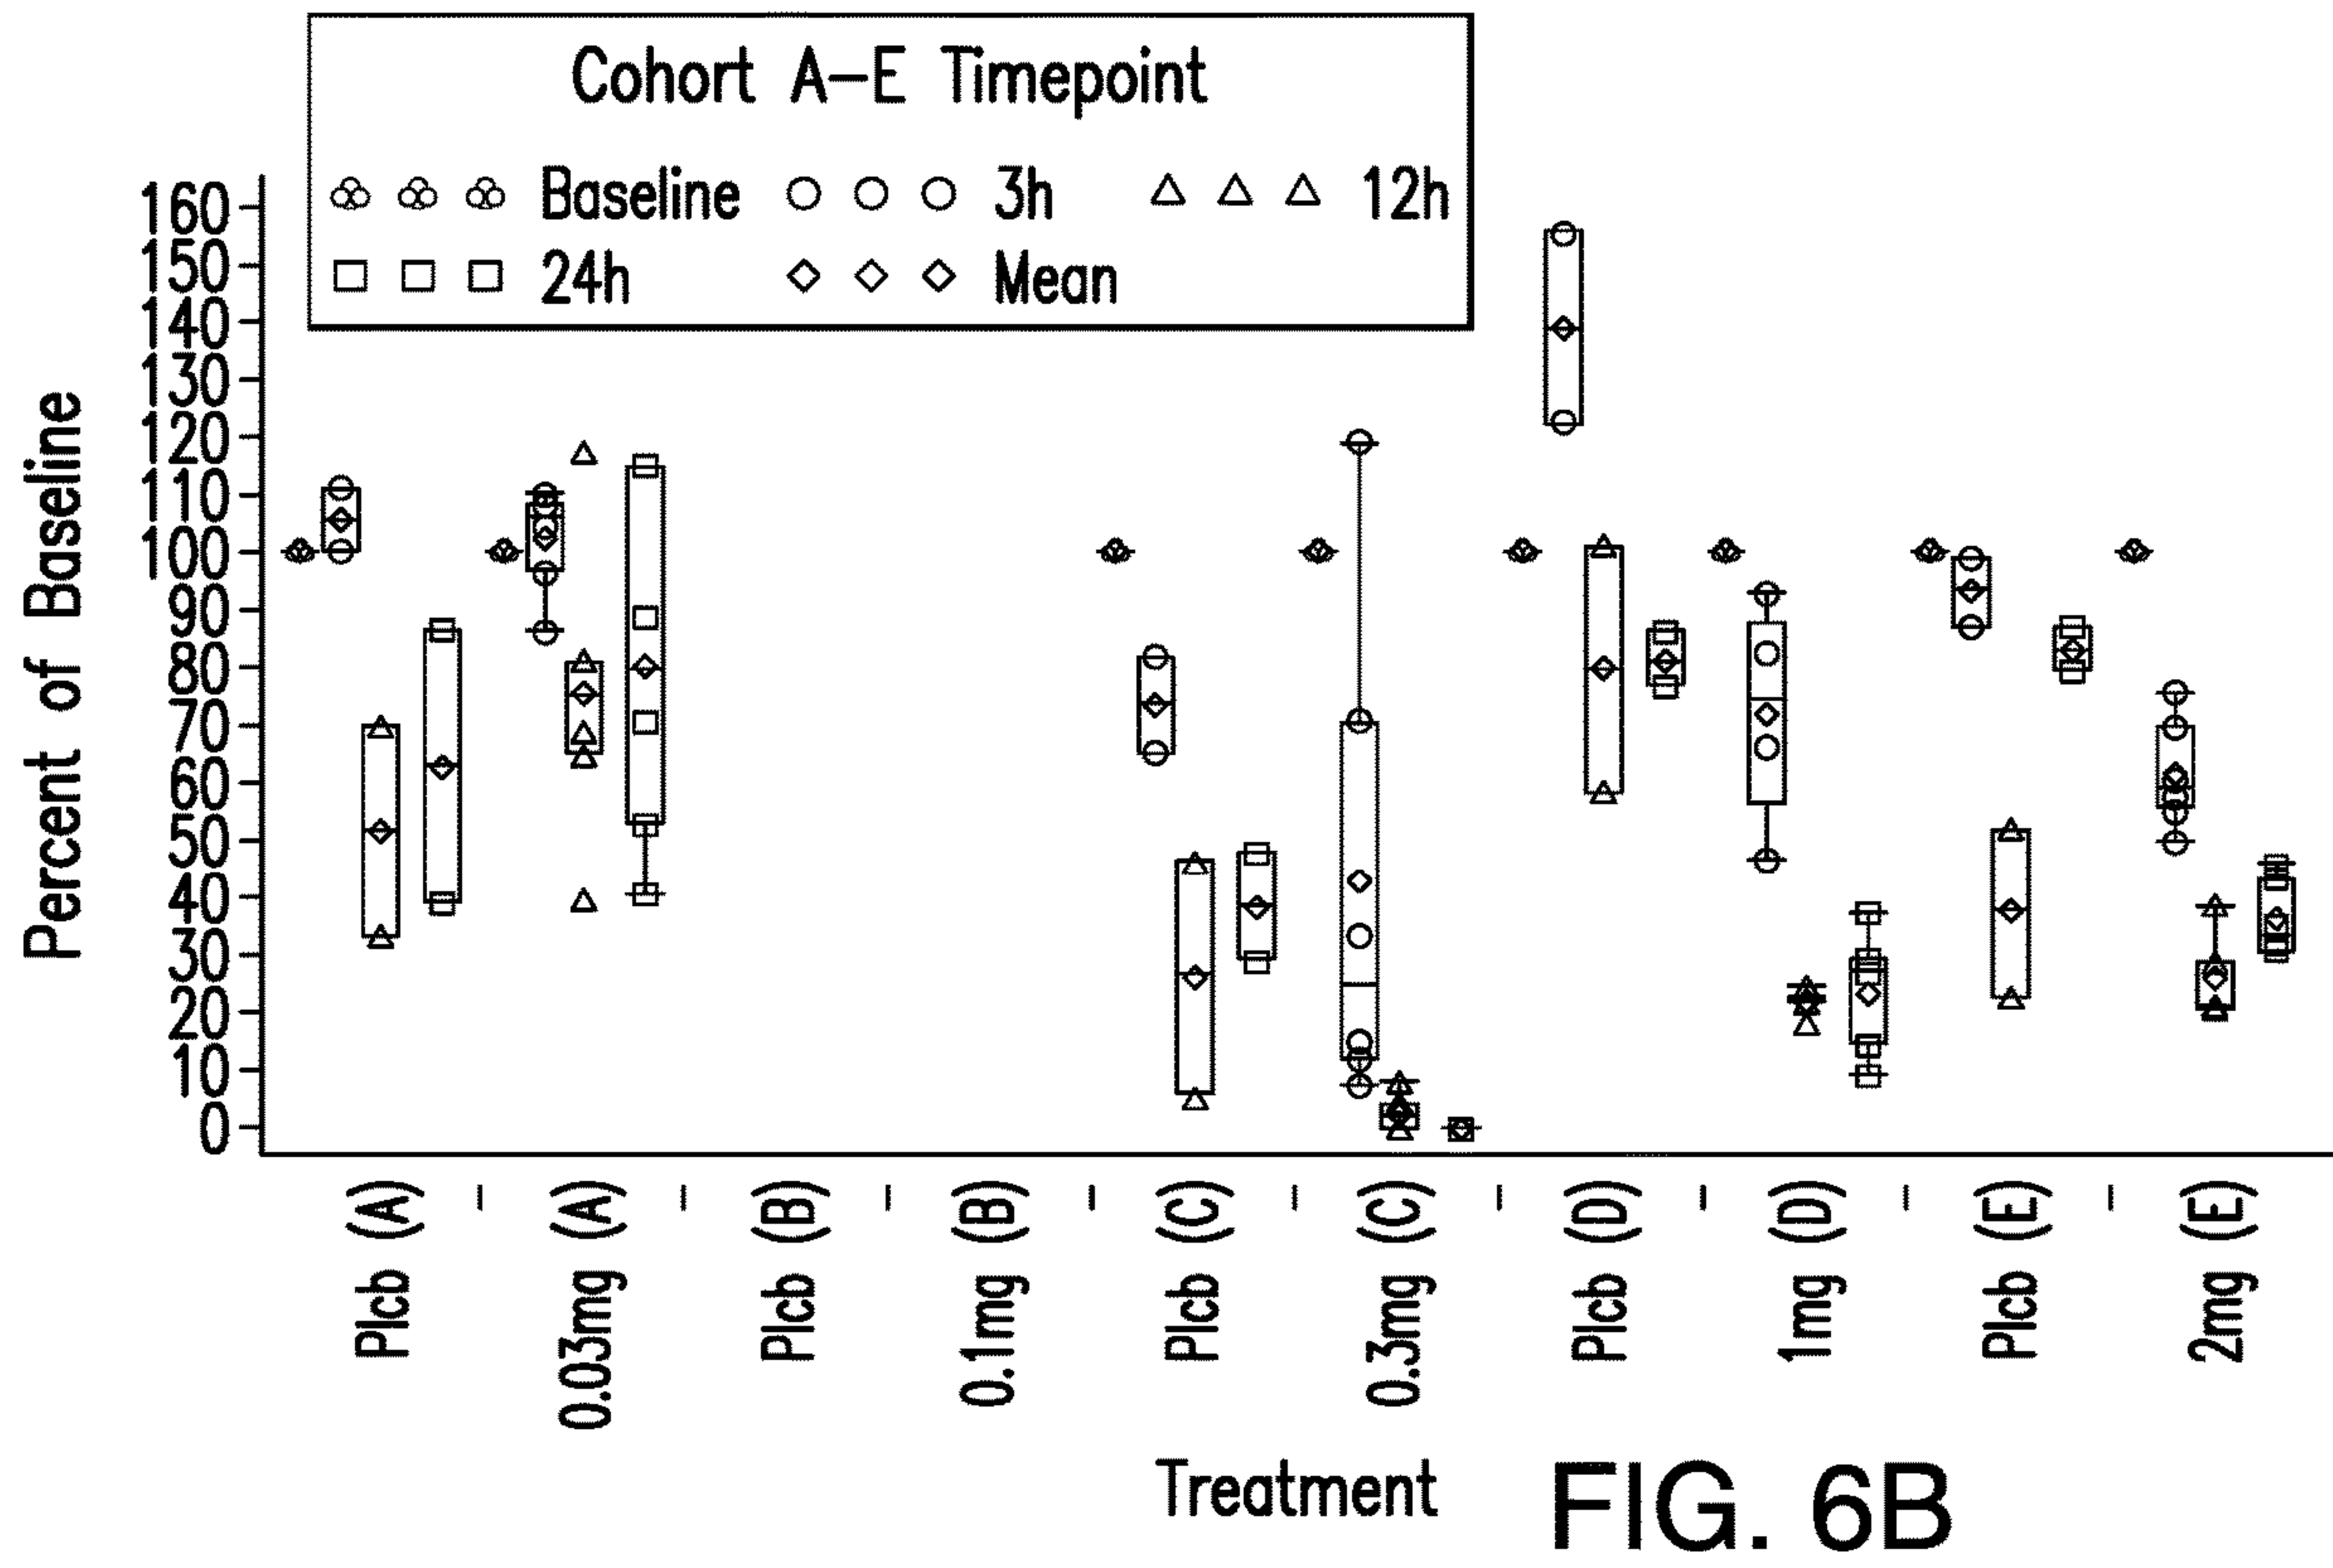 Cohort A-E Timepoint
Baseline 3h 12h
24h Mean
Percent of Baseline
160
150
140
130
120
110
100
90
80
70
60
50
40
30
20
10
0
Plcb (A)
0.03mg (A)
Plcb (B)
0.1mg (B)
Plcb (C)
0.3mg (C)
Plcb (D)
1mg (D)
Plcb (E)
2mg (E)
Treatment
FIG. 6B